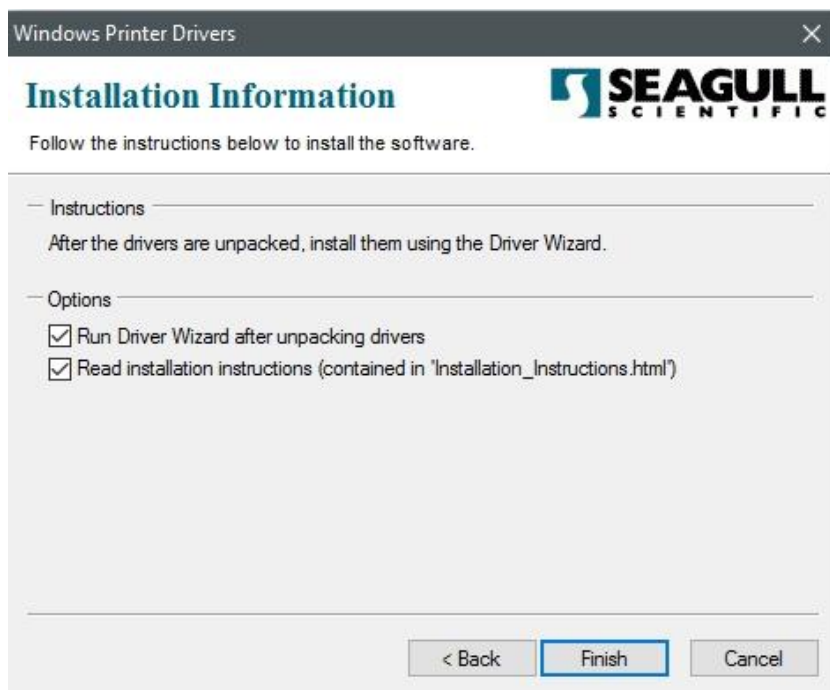 Windows Printer Drivers
Installation Information
SEAGULL
SCIENTIFIC
Follow the instructions below to install the software.
Instructions
After the drivers are unpacked, install them using the Driver Wizard.
Options
Run Driver Wizard after unpacking drivers
Read installation instructions (contained in 'Installation_Instructions.html')
< Back Finish Cancel